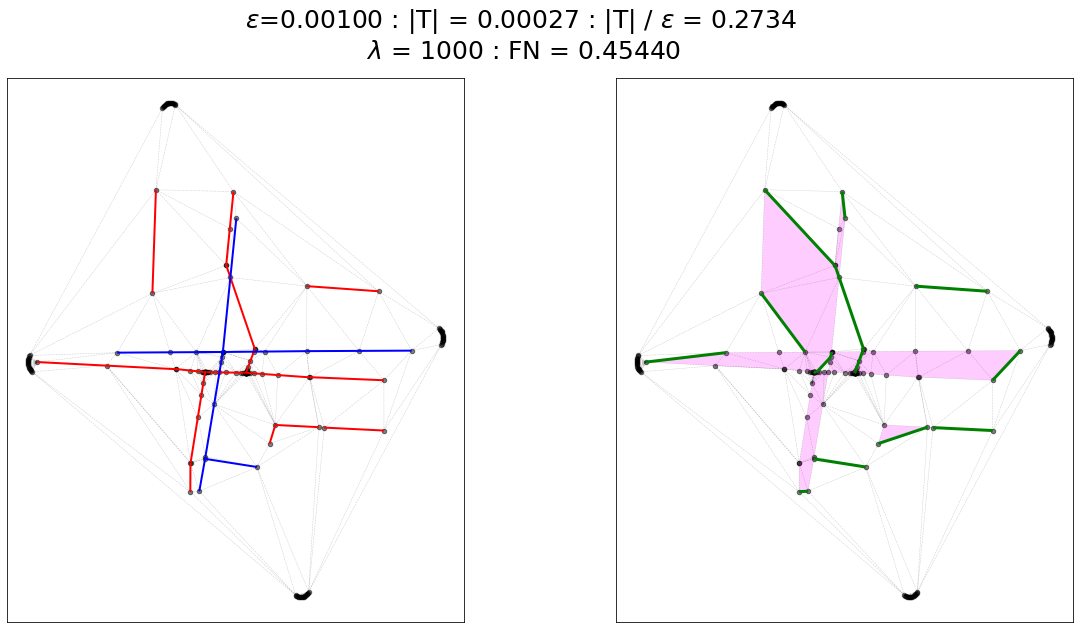 ε=0.00100 : |T| = 0.00027 : |T| / ε = 0.2734
λ = 1000 : FN = 0.45440